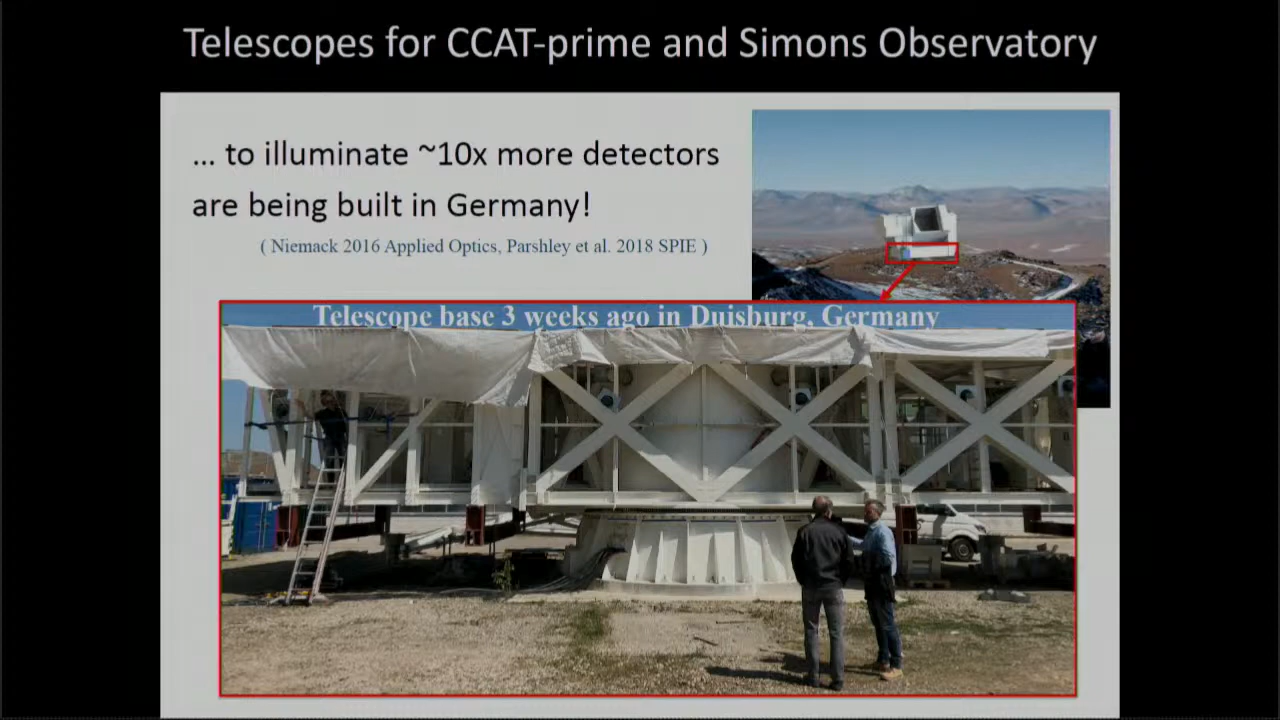 Telescopes for CCAT-prime and Simons Observatory
... to illuminate ~10x more detectors
are being built in Germany!
( Niemack 2016 Applied Optics, Parshley et al. 2018 SPIE )
Telescope base 3 weeks ago in Duisburg, Germany